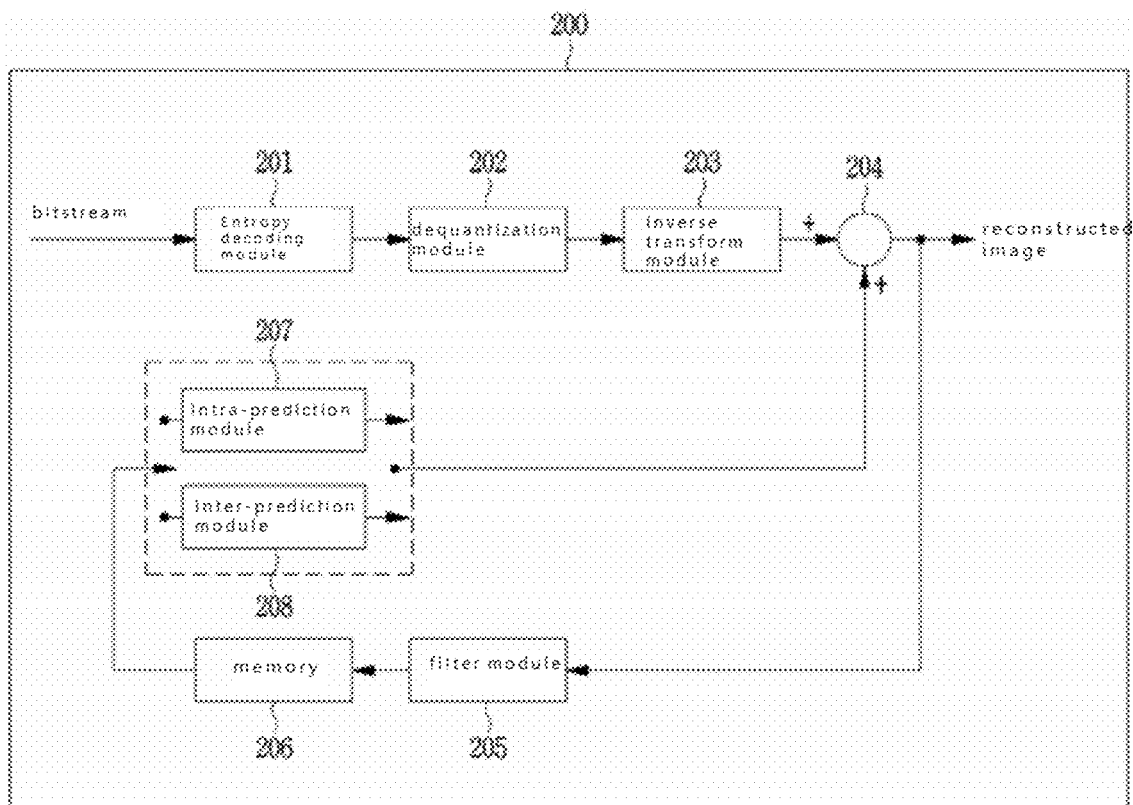 200
201
202
203
204
bitstream
Entropy
decoding
module
dequantization
module
Inverse
transform
module
+
+
reconstructed
image
207
Intra-prediction
module
Inter-prediction
module
208
memory
filter module
206
205